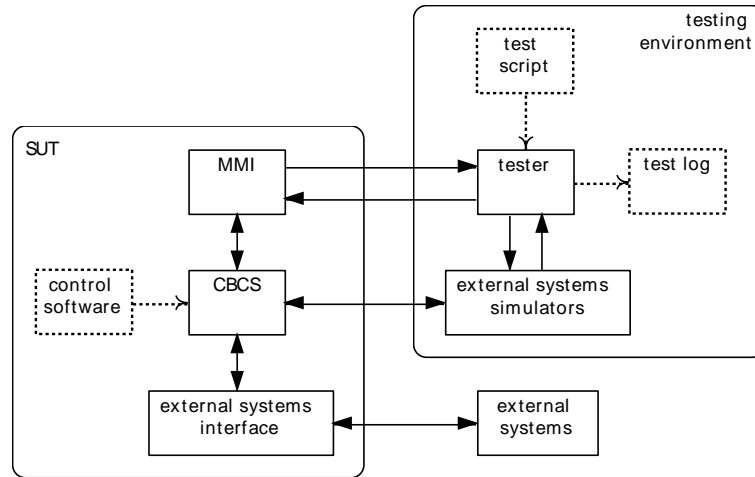 testing
environment
test
script
SUT
MMI
tester
test log
control
software
CBCS
external systems
simulators
external systems
interface
external
systems